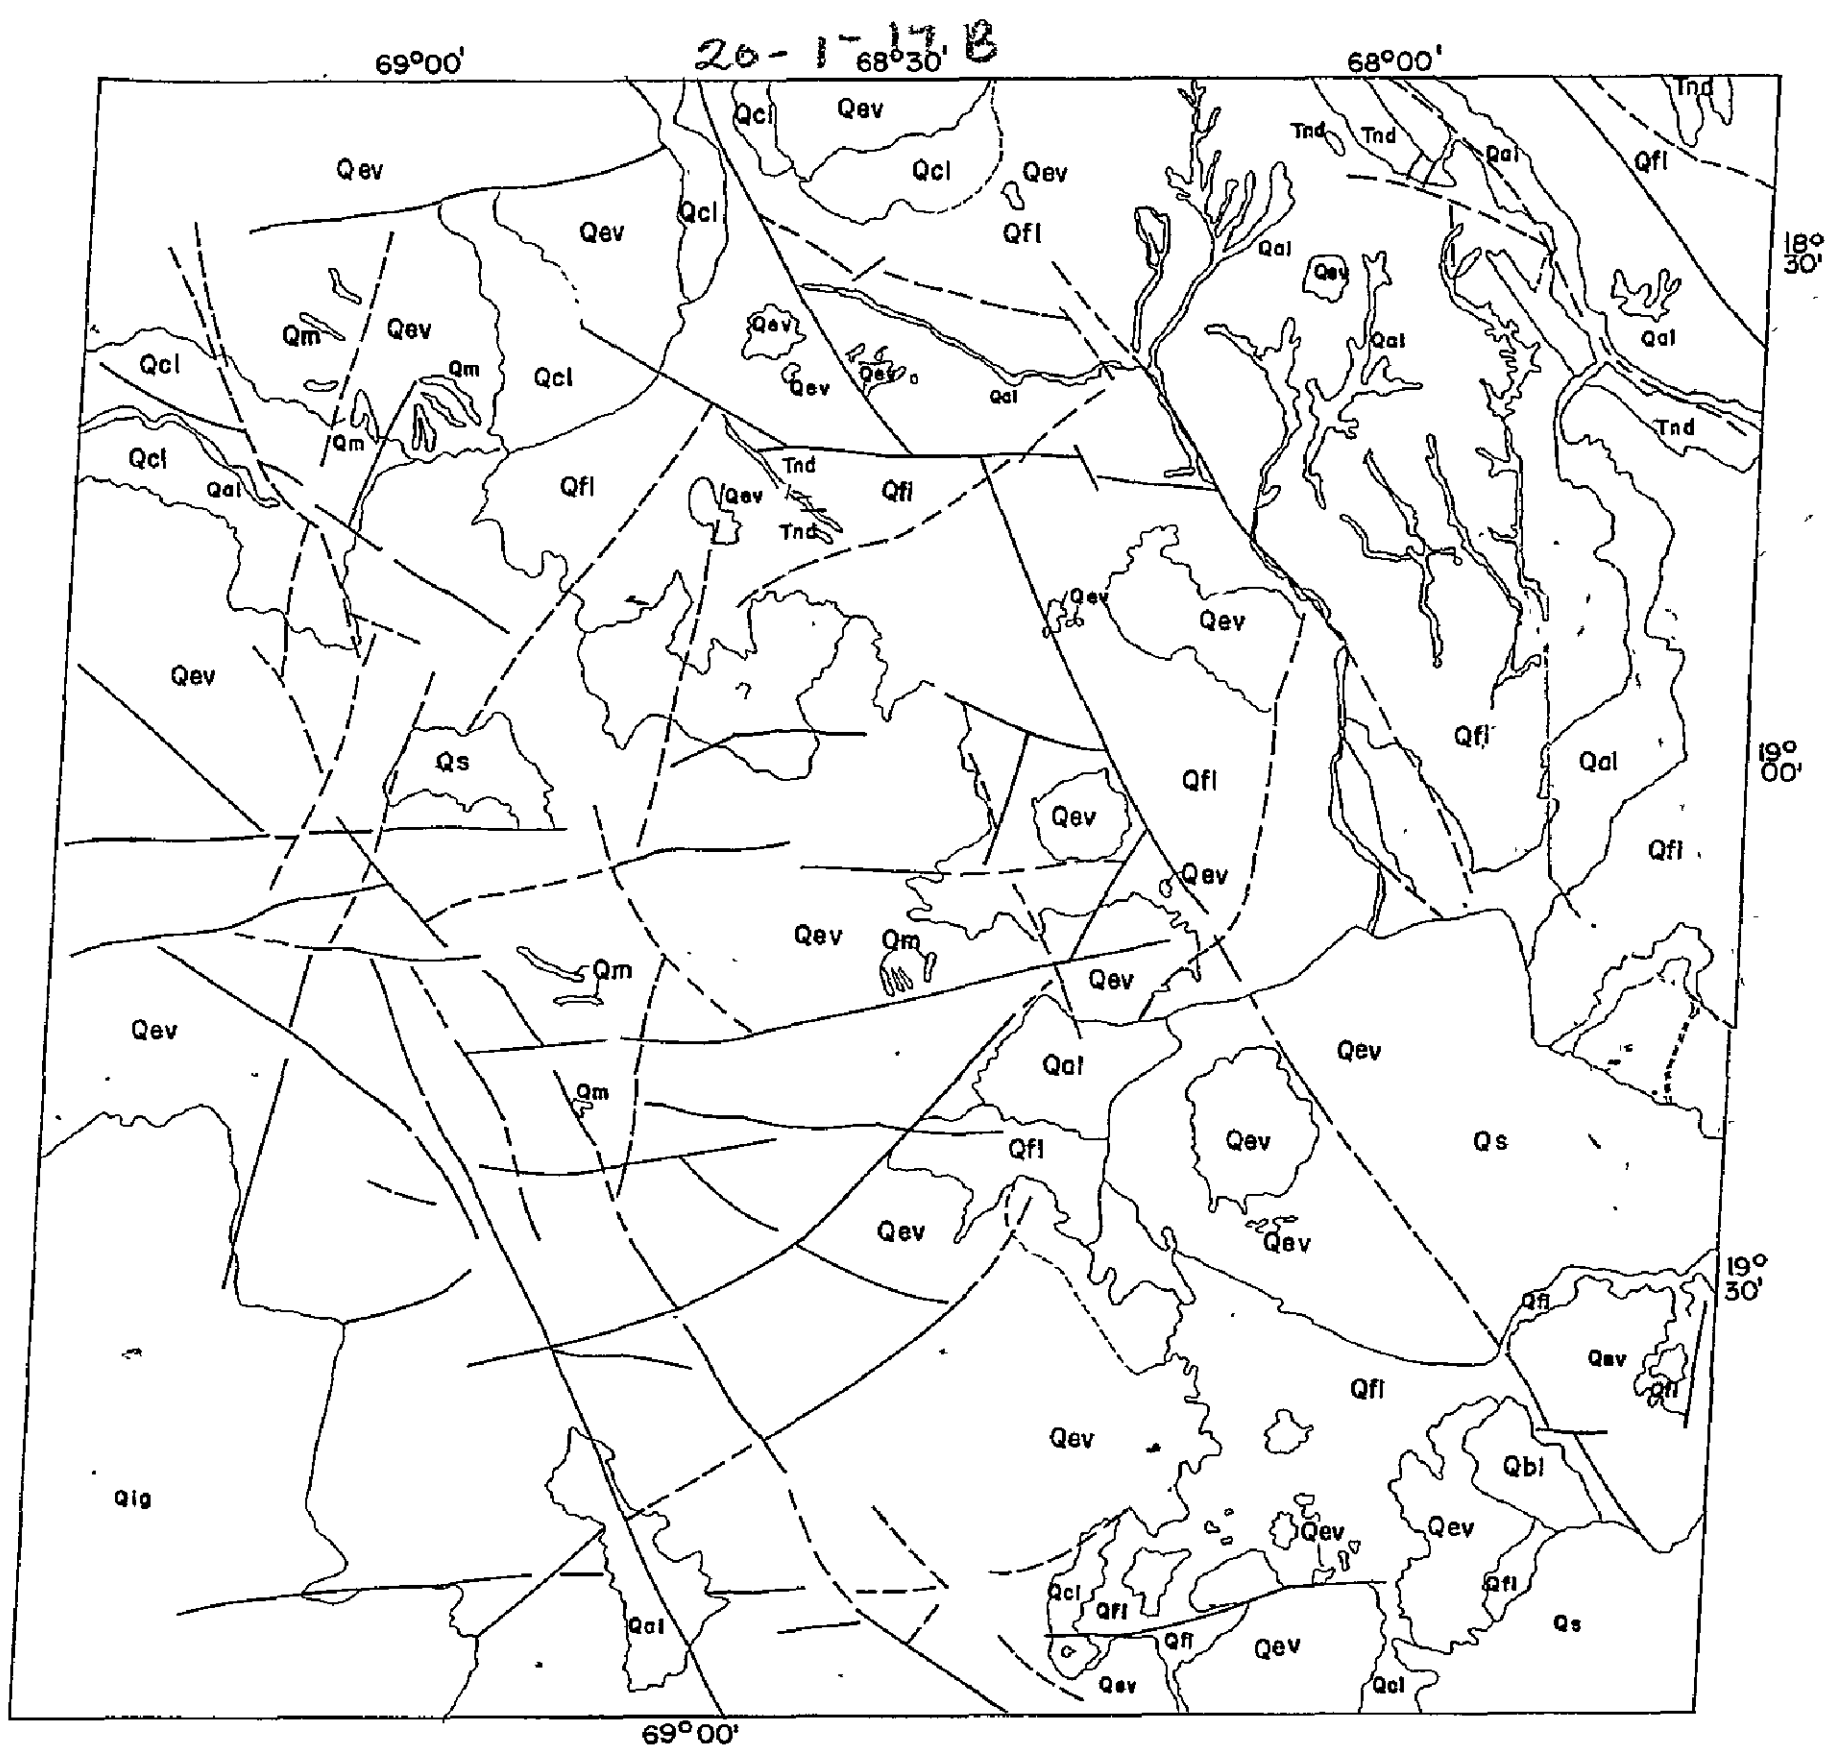 20-1-17 B
69°00' 68°30' 68°00'
Qcl Qev Tnd
Tnd Tnd Qal Qfl
Qev Qcl Qev
Qev Qcl Qfl Qal
18°
30'
Qev
Qm Qev Qev Qal Qal
Qcl Qm Qcl Qev Qev
Qal
Qm Tnd
Qcl Qal Qfl Qev Tnd Qfl
Tnd
Qev Qev
Qev
Qs Qfl Qfl Qal
19°
00'
Qev
Qfl
Qev
Qev Qm
Qm Qev
Qev Qev
Qal
Qm
Qfl Qev Qs
Qev Qev
19°
30'
Qfl
Qev
Qfl Qfl
Qev
Qbl
Qig
Qev Qev
Qcl Qfl Qfl
Qal Qfl Qev Qs
Qev Qcl
69°00'